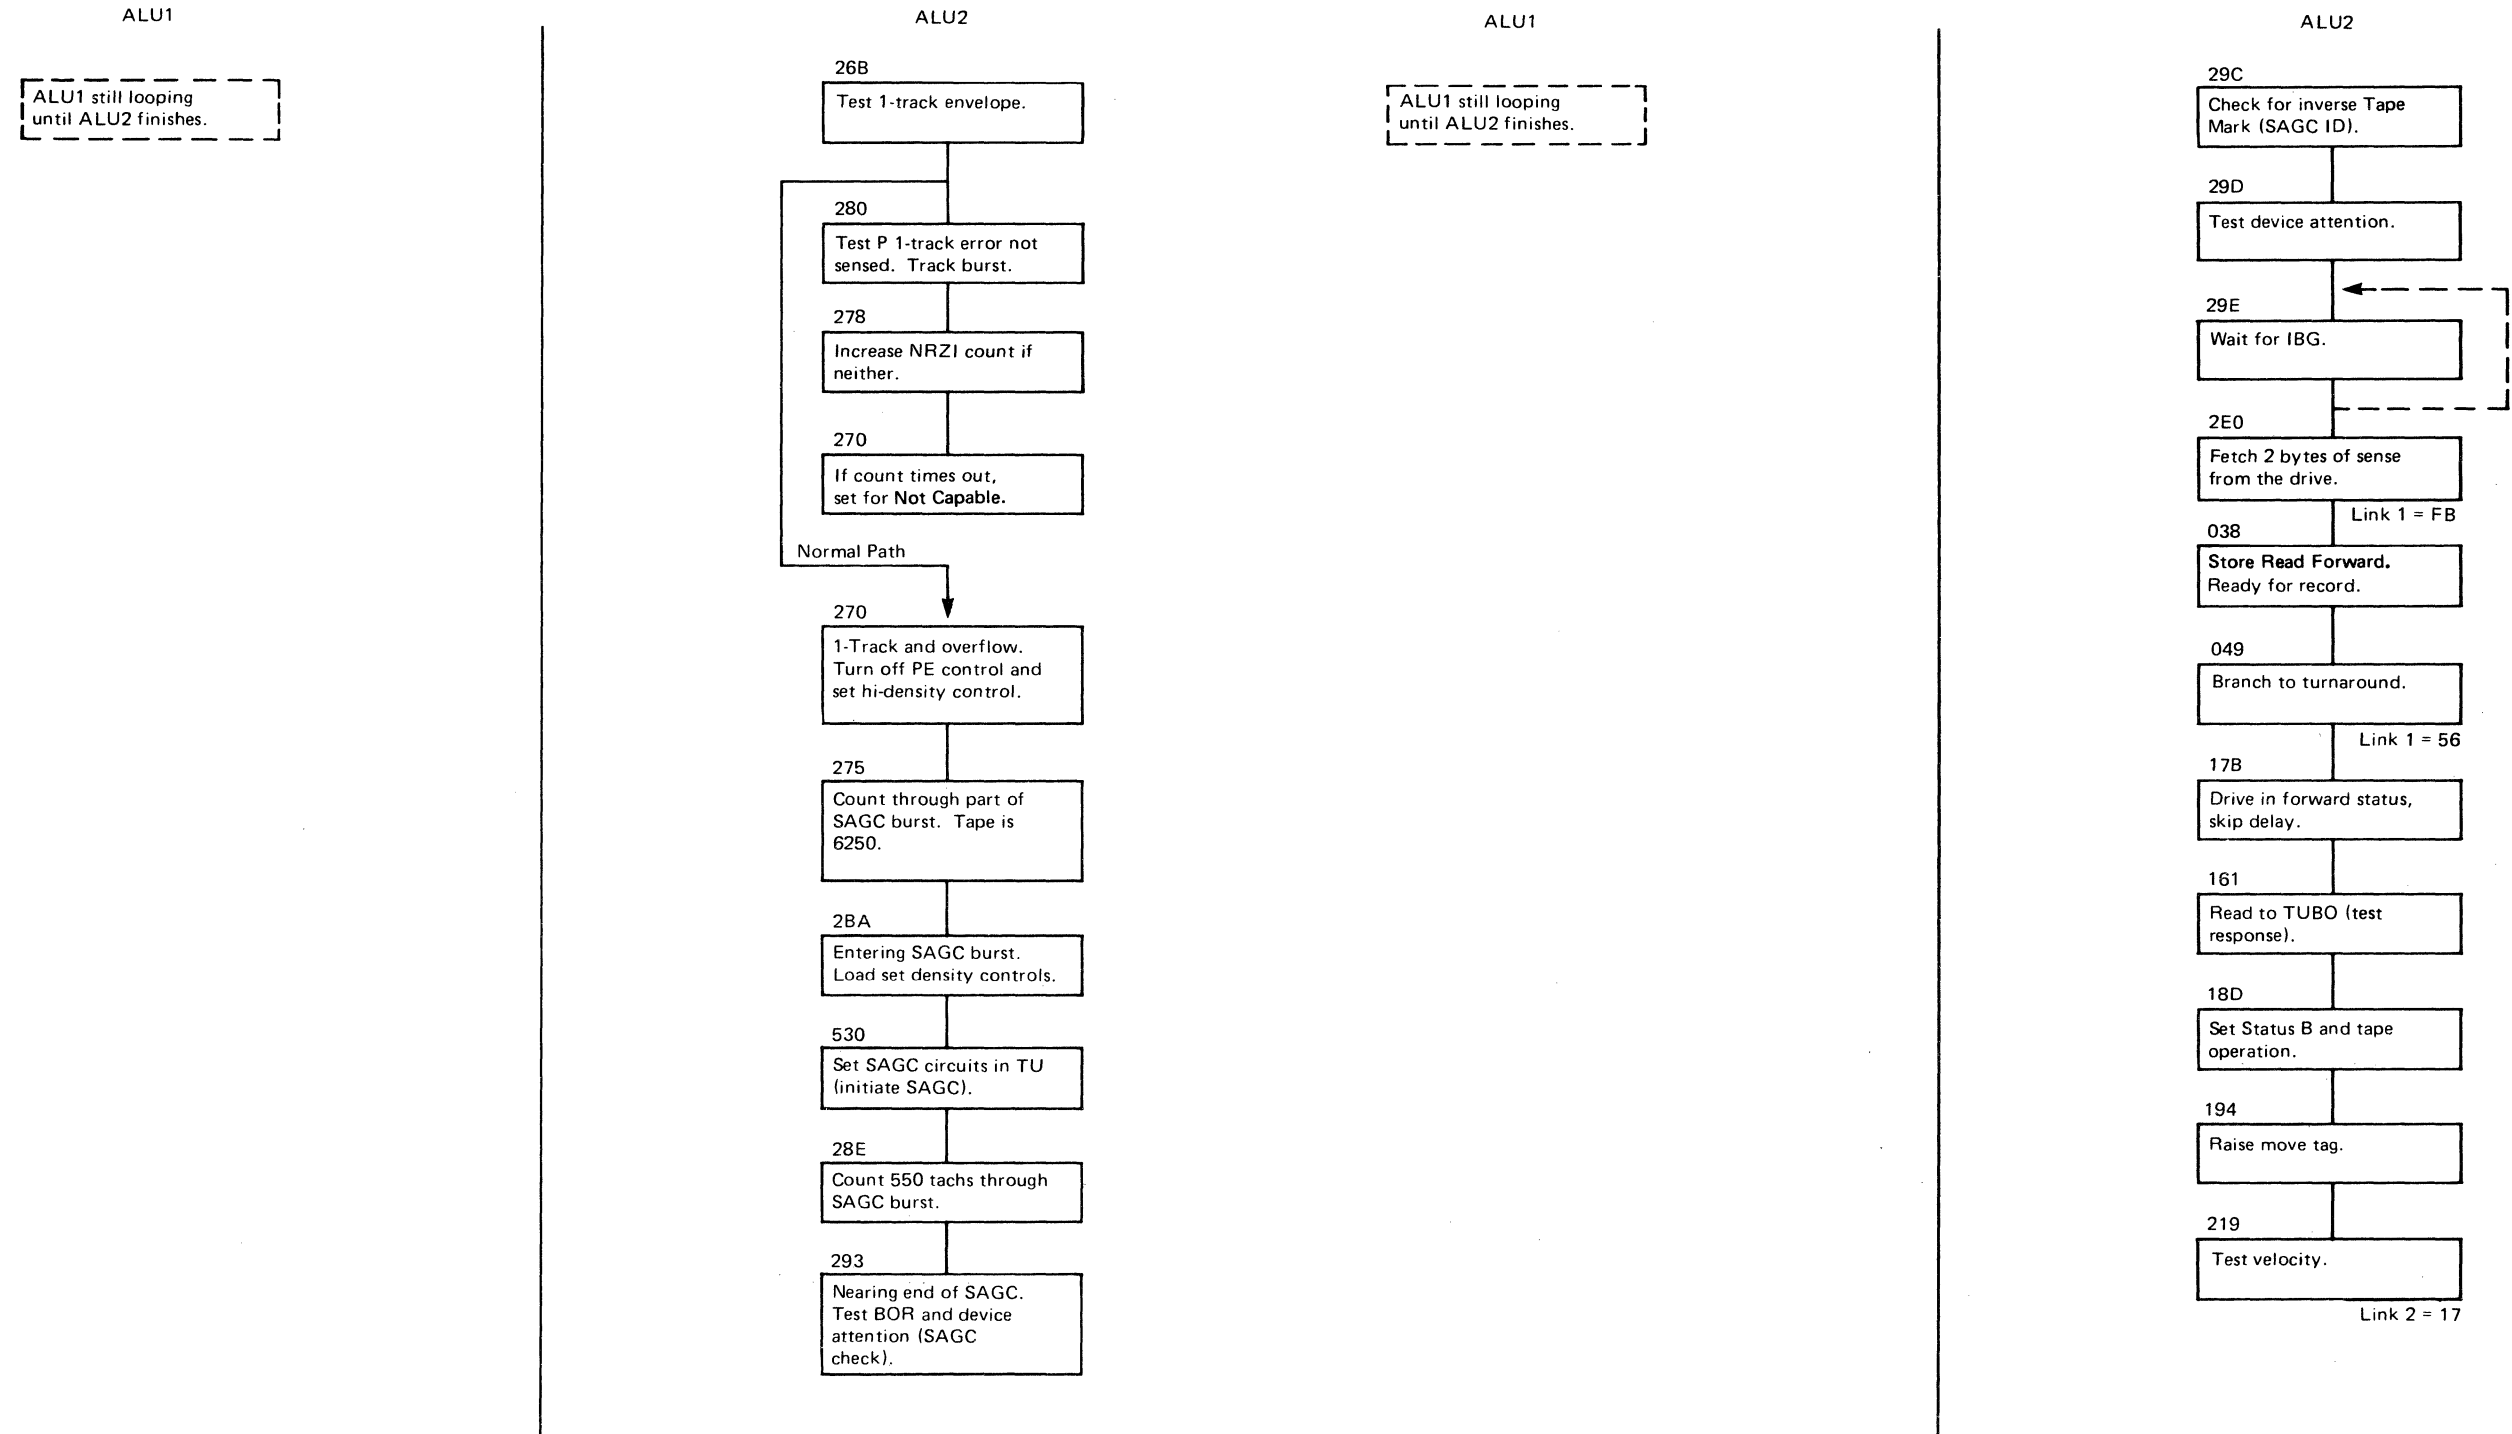 ALU1
ALU1 still looping
until ALU2 finishes.
ALU2
26B
Test 1-track envelope.
280
Test P 1-track error not
sensed. Track burst.
278
Increase NRZI count if
neither.
270
If count times out,
set for Not Capable.
Normal Path
270
1-Track and overflow.
Turn off PE control and
set hi-density control.
275
Count through part of
SAGC burst. Tape is
6250.
2BA
Entering SAGC burst.
Load set density controls.
530
Set SAGC circuits in TU
(initiate SAGC).
28E
Count 550 tachs through
SAGC burst.
293
Nearing end of SAGC.
Test BOR and device
attention (SAGC
check).
ALU1
ALU1 still looping
until ALU2 finishes.
ALU2
29C
Check for inverse Tape
Mark (SAGC ID).
29D
Test device attention.
29E
Wait for IBG.
2E0
Fetch 2 bytes of sense
from the drive.
Link 1 = FB
038
Store Read Forward.
Ready for record.
049
Branch to turnaround.
Link 1 = 56
17B
Drive in forward status,
skip delay.
161
Read to TUBO (test
response).
18D
Set Status B and tape
operation.
194
Raise move tag.
219
Test velocity.
Link 2 = 17